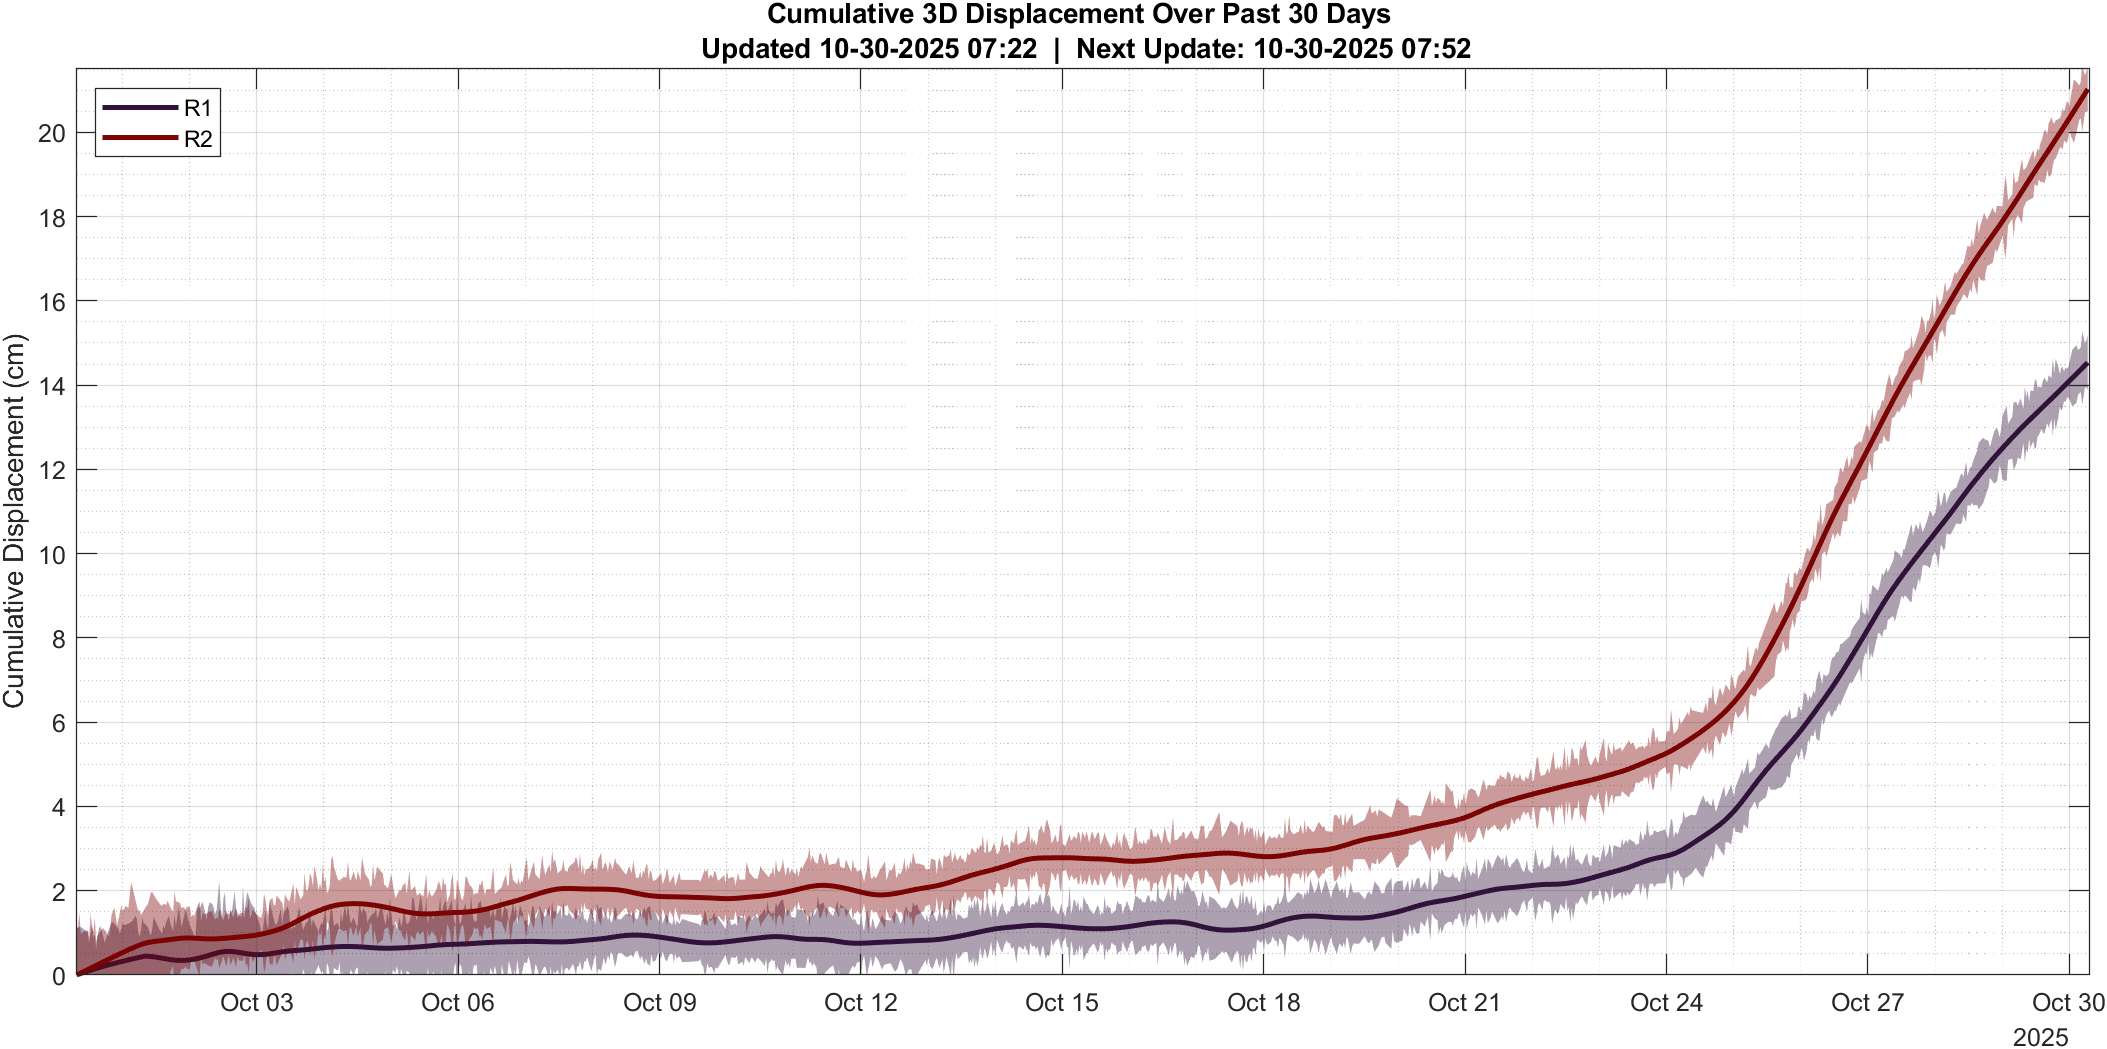 Cumulative 3D Displacement Over Past 30 Days
Updated 10-30-2025 07:22 | Next Update: 10-30-2025 07:52
R1
R2
Cumulative Displacement (cm)
20
18
16
14
12
10
8
6
4
2
0
Oct 03 Oct 06 Oct 09 Oct 12 Oct 15 Oct 18 Oct 21 Oct 24 Oct 27 Oct 30
2025